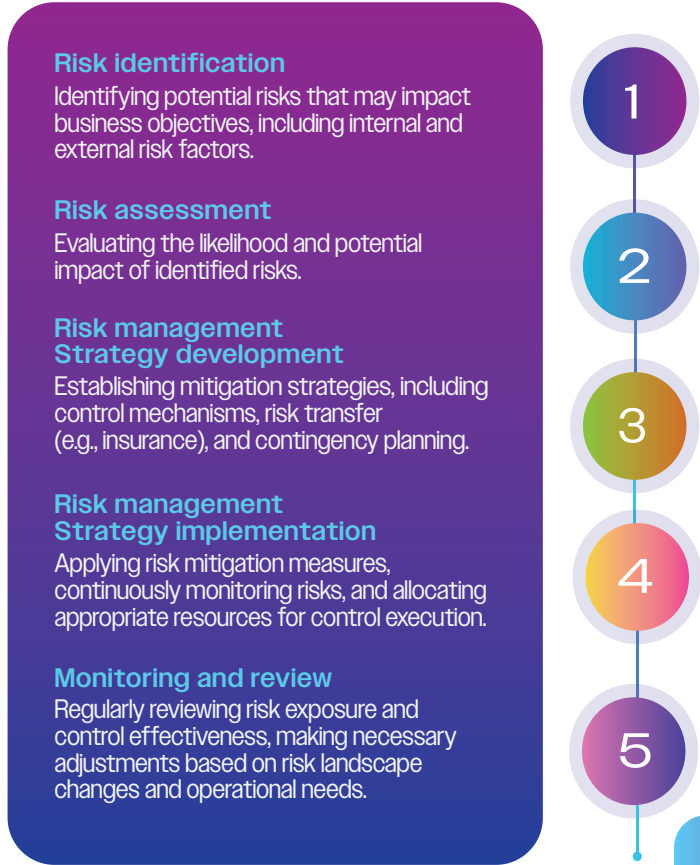 Risk identification
Identifying potential risks that may impact
business objectives, including internal and
external risk factors.
1
Risk assessment
Evaluating the likelihood and potential
impact of identified risks.
2
Risk management
Strategy development
Establishing mitigation strategies, including
control mechanisms, risk transfer
(e.g., insurance), and contingency planning.
3
Risk management
Strategy implementation
Applying risk mitigation measures,
continuously monitoring risks, and allocating
appropriate resources for control execution.
4
Monitoring and review
Regularly reviewing risk exposure and
control effectiveness, making necessary
adjustments based on risk landscape
changes and operational needs.
5